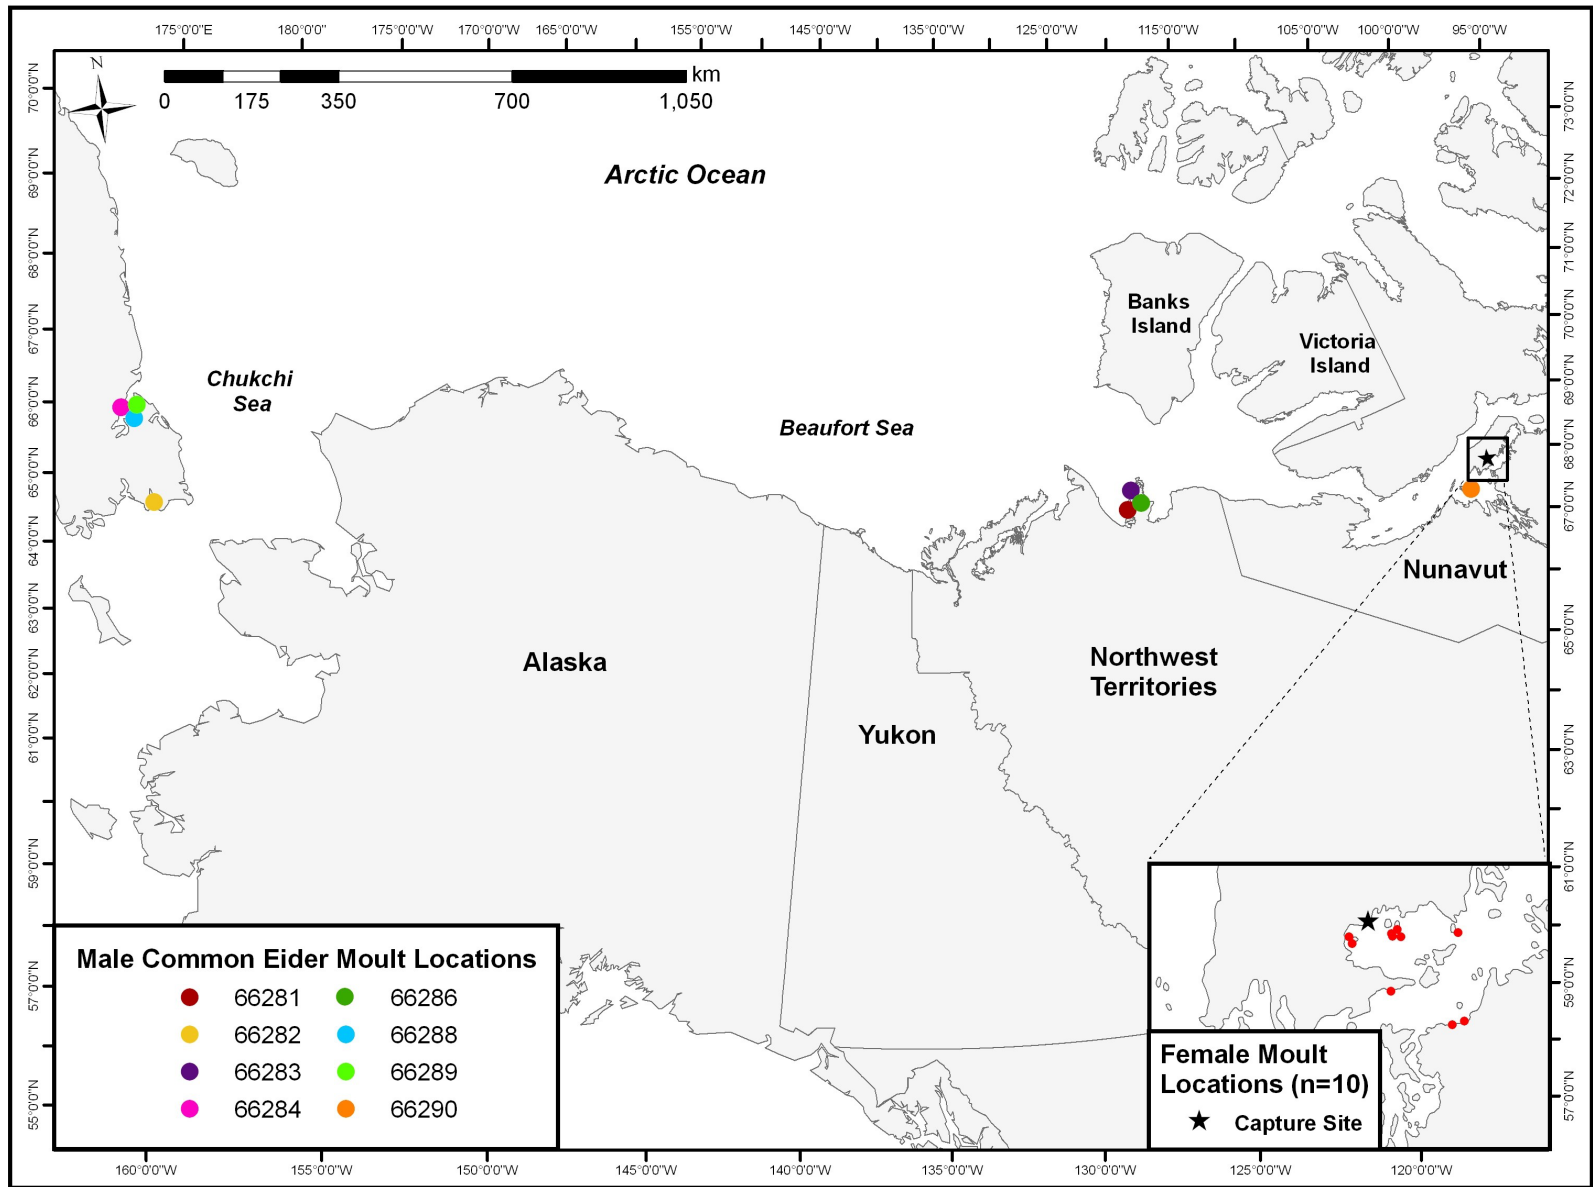 175°0'0"E 180°0'0" 175°0'0"W 170°0'0"W 165°0'0"W 155°0'0"W 145°0'0"W 135°0'0"W 125°0'0"W 115°0'0"W 105°0'0"W 100°0'0"W 95°0'0"W
N
km
0 175 350 700 1,050
70°0'0"N
69°0'0"N
68°0'0"N
67°0'0"N
66°0'0"N
65°0'0"N
64°0'0"N
63°0'0"N
62°0'0"N
61°0'0"N
59°0'0"N
57°0'0"N
55°0'0"N
Arctic Ocean
Chukchi
Sea
Beaufort Sea
Banks
Island
Victoria
Island
Nunavut
Alaska
Northwest
Territories
Yukon
73°0'0"N
72°0'0"N
71°0'0"N
70°0'0"N
69°0'0"N
68°0'0"N
67°0'0"N
65°0'0"N
63°0'0"N
61°0'0"N
59°0'0"N
57°0'0"N
Male Common Eider Moult Locations
66281 66286
66282 66288
66283 66289
66284 66290
Female Moult
Locations (n=10)
Capture Site
160°0'0"W 155°0'0"W 150°0'0"W 145°0'0"W 140°0'0"W 135°0'0"W 130°0'0"W 125°0'0"W 120°0'0"W